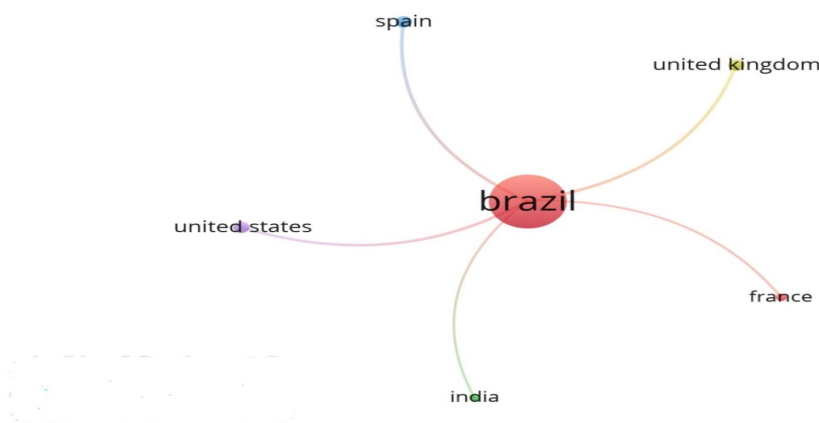 spain
united kingdom
brazil
united states
france
india